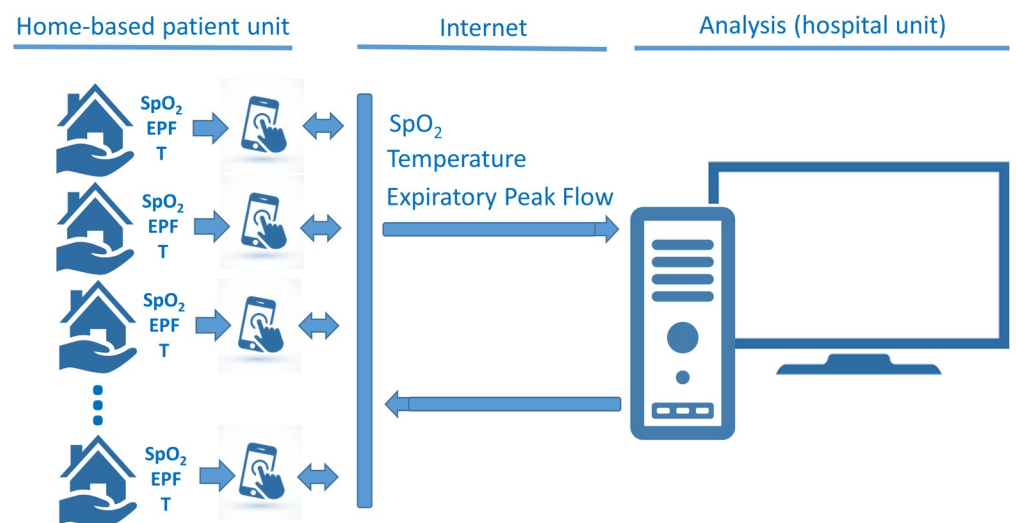 Home-based patient unit
Internet
Analysis (hospital unit)
SpO₂
EPF
T
SpO₂
EPF
T
SpO₂
EPF
T
SpO₂
EPF
T
SpO₂
Temperature
Expiratory Peak Flow